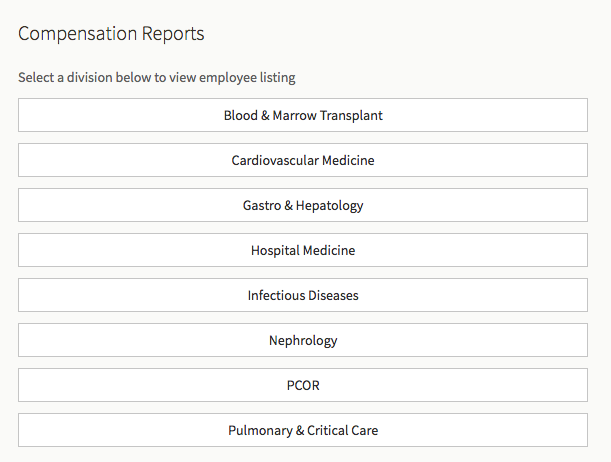 Compensation Reports
Select a division below to view employee listing
Blood & Marrow Transplant
Cardiovascular Medicine
Gastro & Hepatology
Hospital Medicine
Infectious Diseases
Nephrology
PCOR
Pulmonary & Critical Care